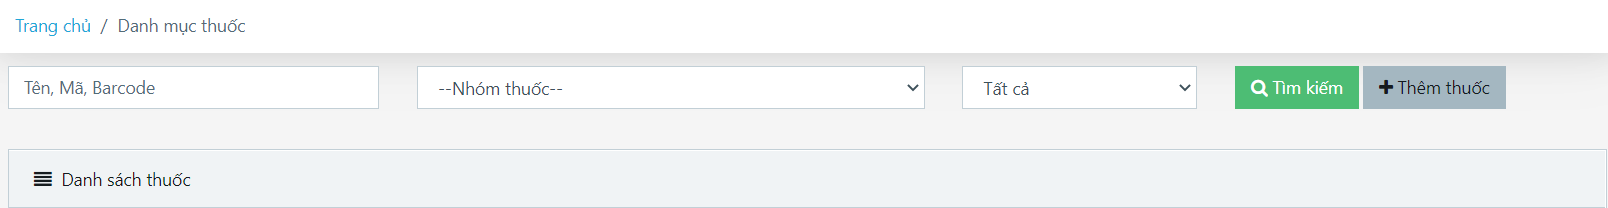 Trang chủ / Danh mục thuốc
Tên, Mã, Barcode --Nhóm thuốc-- Tất cả Tìm kiếm Thêm thuốc
Danh sách thuốc